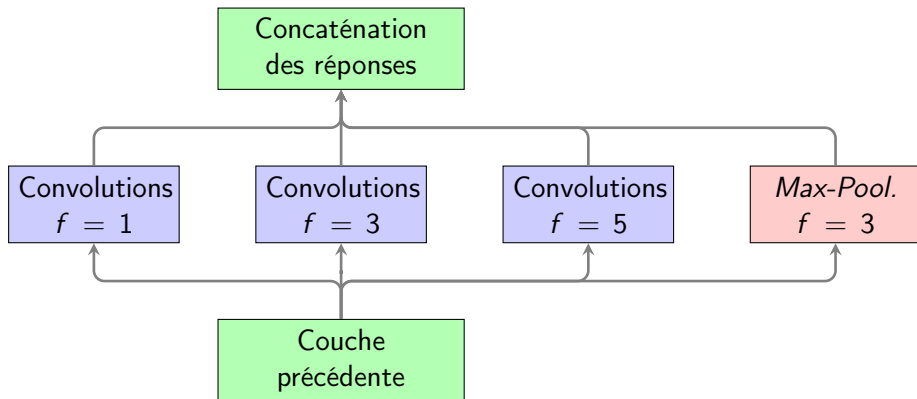 Concaténation
des réponses
Convolutions
f = 1
Convolutions
f = 3
Convolutions
f = 5
Max-Pool.
f = 3
Couche
précédente